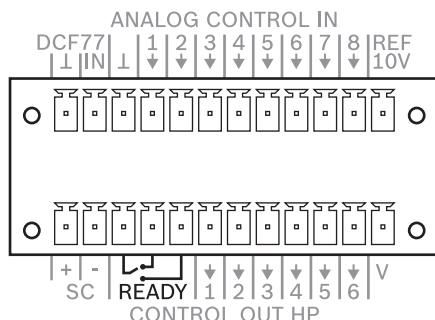 ANALOG CONTROL IN
DCF77 1 2 3 4 5 6 7 8 REF
⊥ IN ⊥ ↓ ↓ ↓ ↓ ↓ ↓ ↓ ↓ 10V
+ - ↓ ↓ ↓ ↓ ↓ ↓ V
SC READY 1 2 3 4 5 6
CONTROL OUT HP